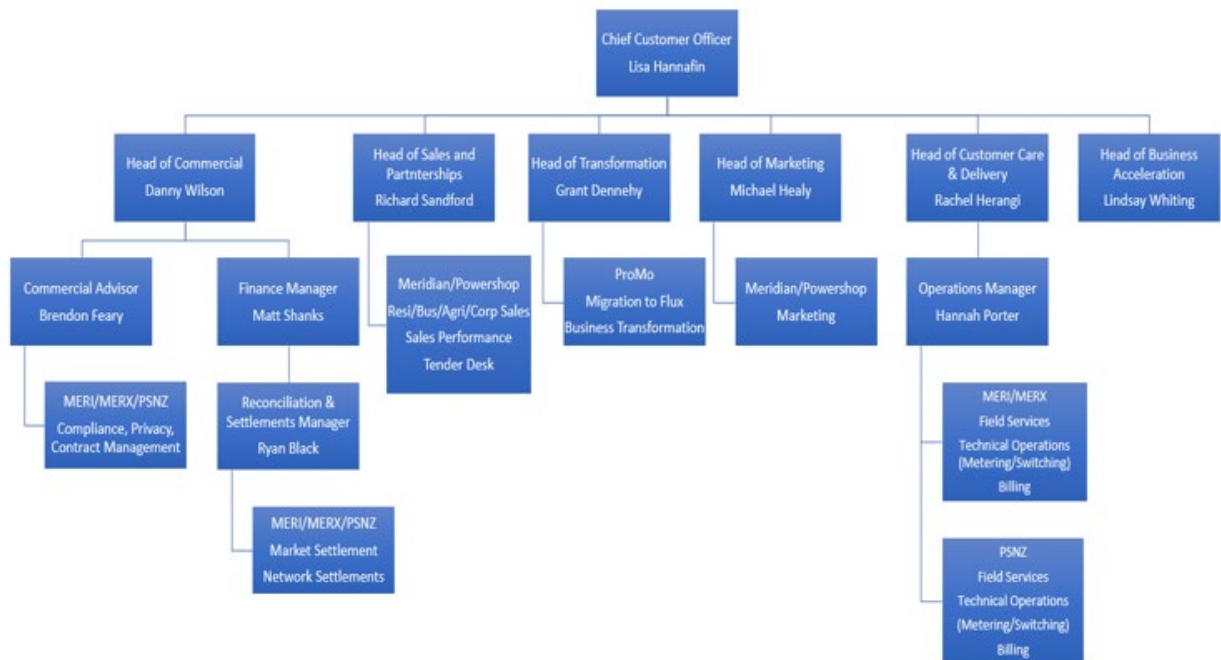 Chief Customer Officer
Lisa Hannafin
Head of Commercial
Danny Wilson
Head of Sales and
Partnterships
Richard Sandford
Head of Transformation
Grant Dennehy
Head of Marketing
Michael Healy
Head of Customer Care
& Delivery
Rachel Herangi
Head of Business
Acceleration
Lindsay Whiting
Commercial Advisor
Brendon Feary
Finance Manager
Matt Shanks
Meridian/Powershop
Resi/Bus/Agri/Corp Sales
Sales Performance
Tender Desk
ProMo
Migration to Flux
Business Transformation
Meridian/Powershop
Marketing
Operations Manager
Hannah Porter
MERI/MERX/PSNZ
Compliance, Privacy,
Contract Management
Reconciliation &
Settlements Manager
Ryan Black
MERI/MERX
Field Services
Technical Operations
(Metering/Switching)
Billing
MERI/MERX/PSNZ
Market Settlement
Network Settlements
PSNZ
Field Services
Technical Operations
(Metering/Switching)
Billing